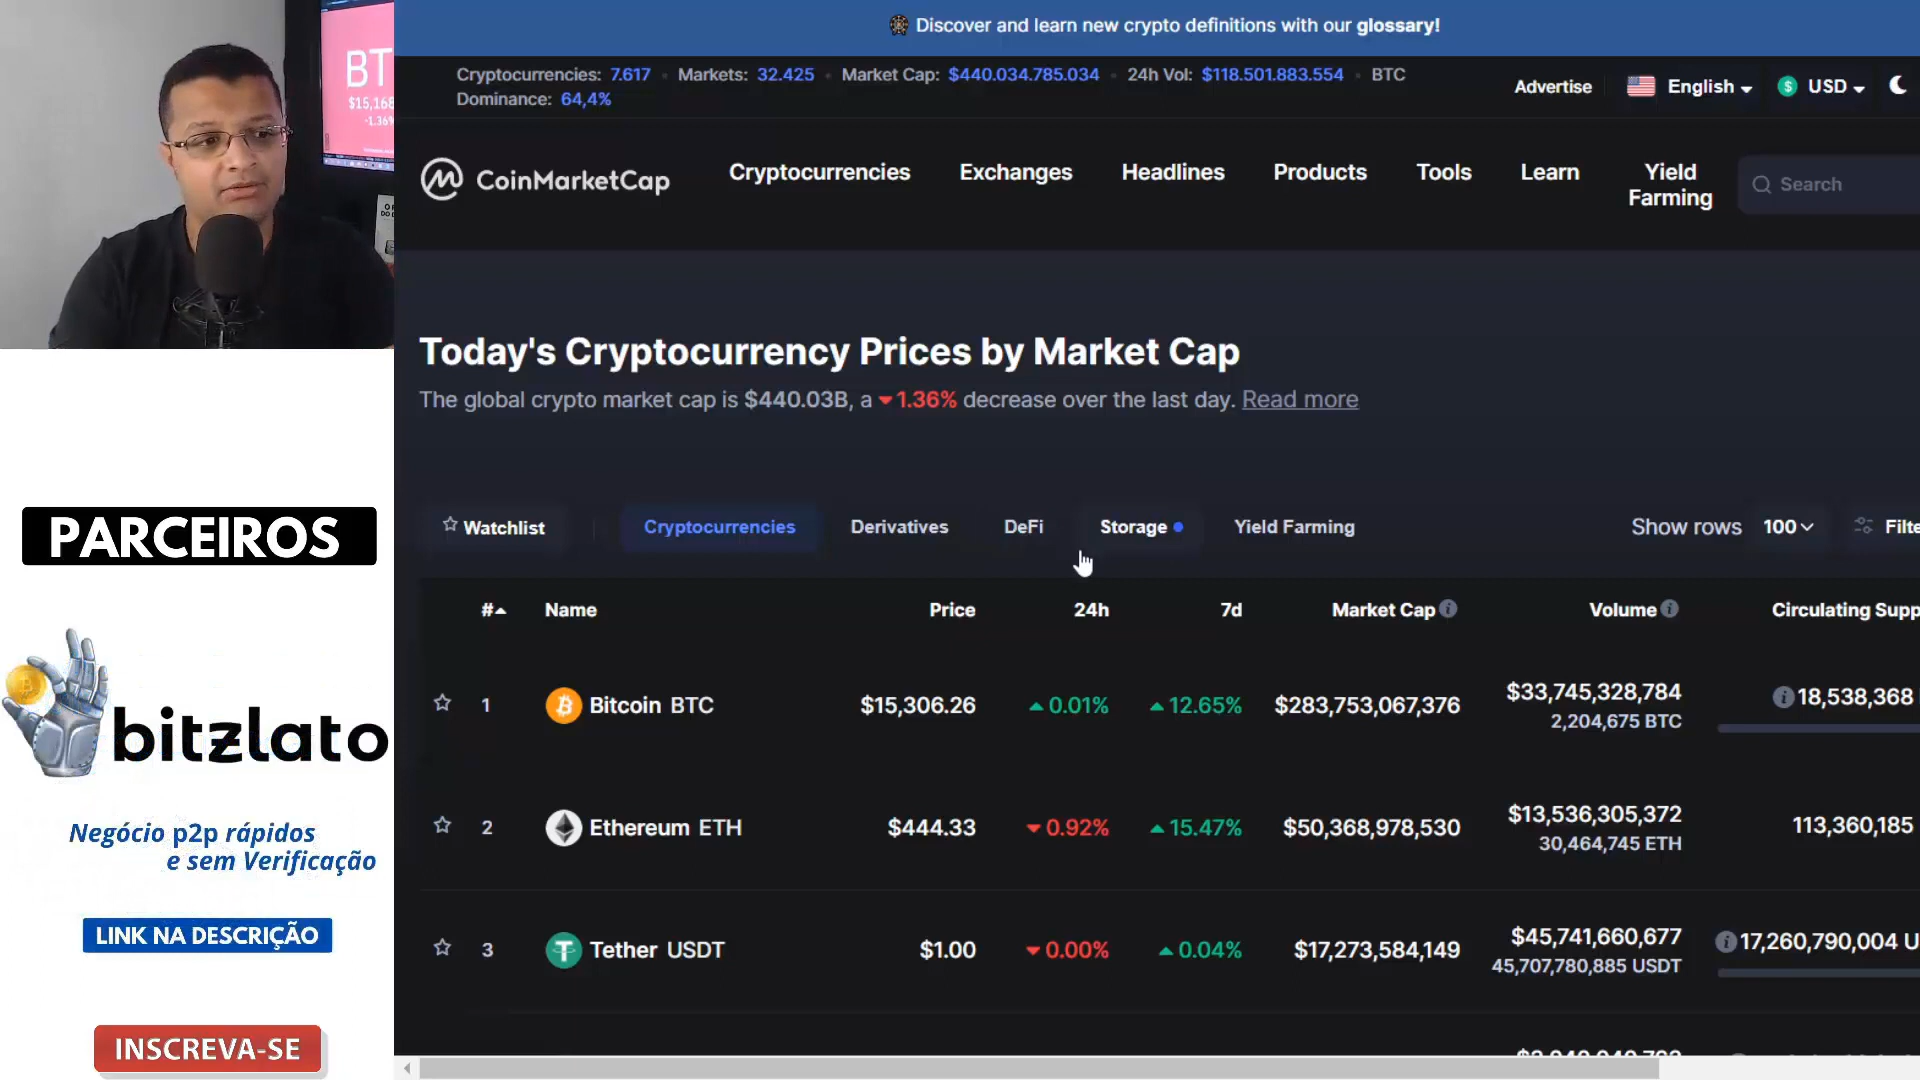 BT
$15,168
-1.36%
PARCEIROS
bitzlato
Negócio p2p rápidos
e sem Verificação
LINK NA DESCRIÇÃO
INSCREVA-SE
Discover and learn new crypto definitions with our glossary!
Cryptocurrencies: 7.617 Markets: 32.425 Market Cap: $440.034.785.034 24h Vol: $118.501.883.554 BTC
Dominance: 64,4%
Advertise English USD
CoinMarketCap
Cryptocurrencies Exchanges Headlines Products Tools Learn Yield
Farming
Search
Today's Cryptocurrency Prices by Market Cap
The global crypto market cap is $440.03B, a 1.36% decrease over the last day. Read more
Watchlist Cryptocurrencies Derivatives DeFi Storage Yield Farming Show rows 100 Filte
# Name Price 24h 7d Market Cap Volume Circulating Supp
1 Bitcoin BTC $15,306.26 0.01% 12.65% $283,753,067,376 $33,745,328,784 18,538,368
2,204,675 BTC
2 Ethereum ETH $444.33 0.92% 15.47% $50,368,978,530 $13,536,305,372 113,360,185
30,464,745 ETH
3 Tether USDT $1.00 0.00% 0.04% $17,273,584,149 $45,741,660,677 17,260,790,004 U
45,707,780,885 USDT